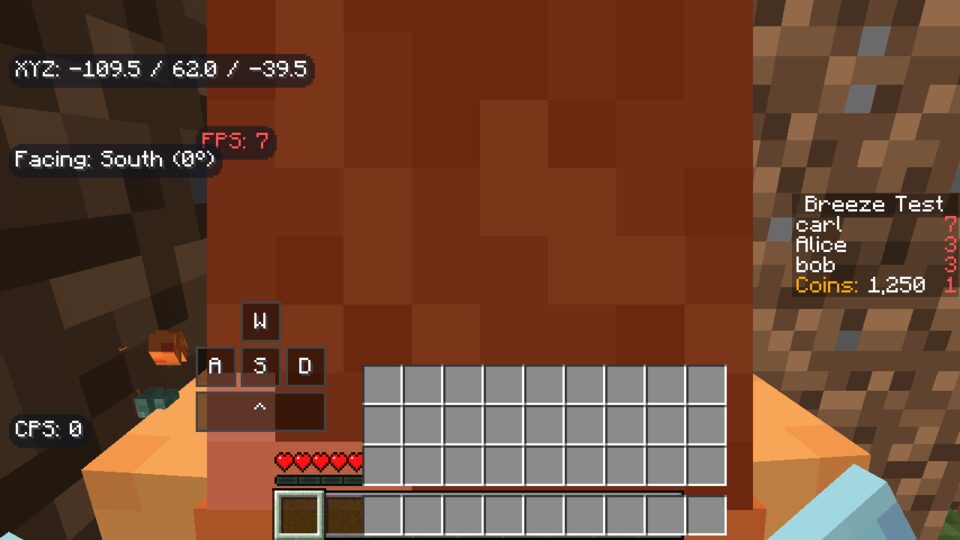 XYZ: -109.5 / 62.0 / -39.5
FPS: 7
Facing: South (0°)
Breeze Test
carl 7
Alice 3
bob 3
Coins: 1,250 1
W
A S D
^
CPS: 0